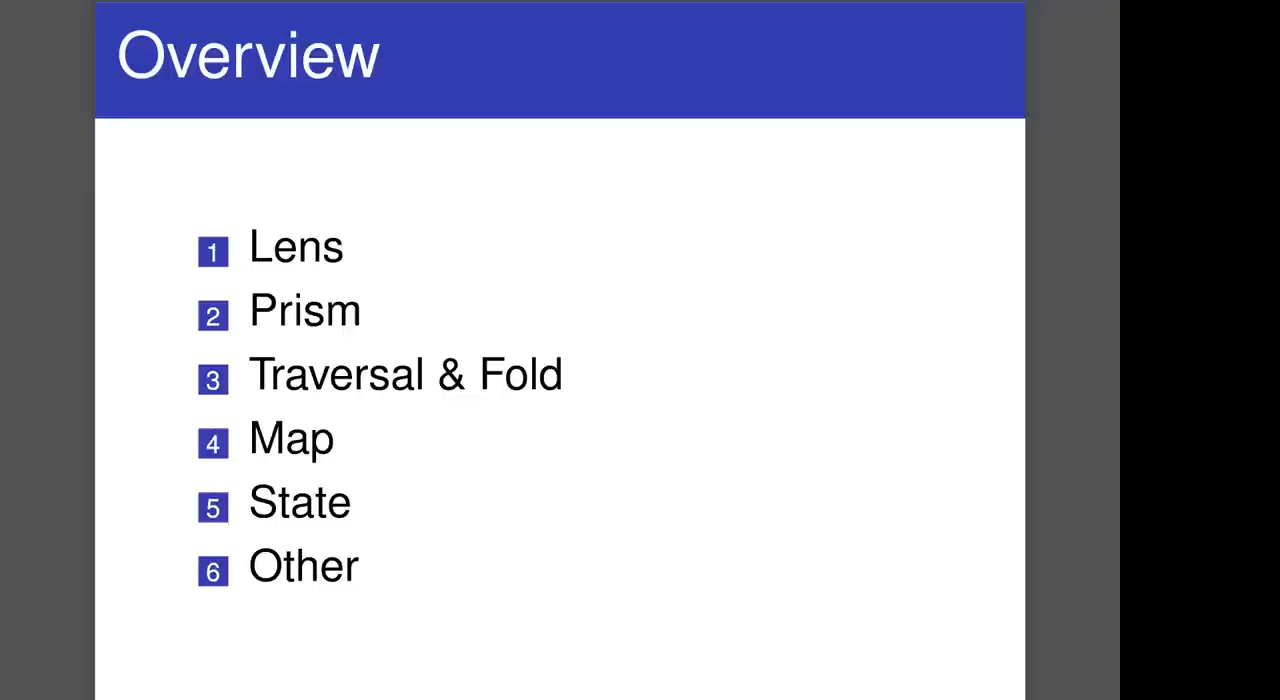 Overview
1 Lens
2 Prism
3 Traversal & Fold
4 Map
5 State
6 Other